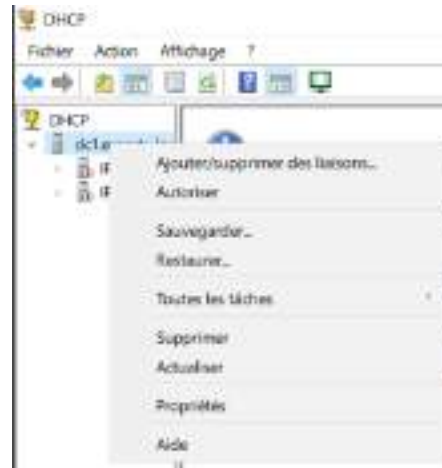 DHCP
Fichier Action Affichage ?
DHCP
Ajouter/supprimer des liaisons...
Autoriser
Sauvegarder...
Restaurer...
Toutes les tâches
Supprimer
Actualiser
Propriétés
Aide